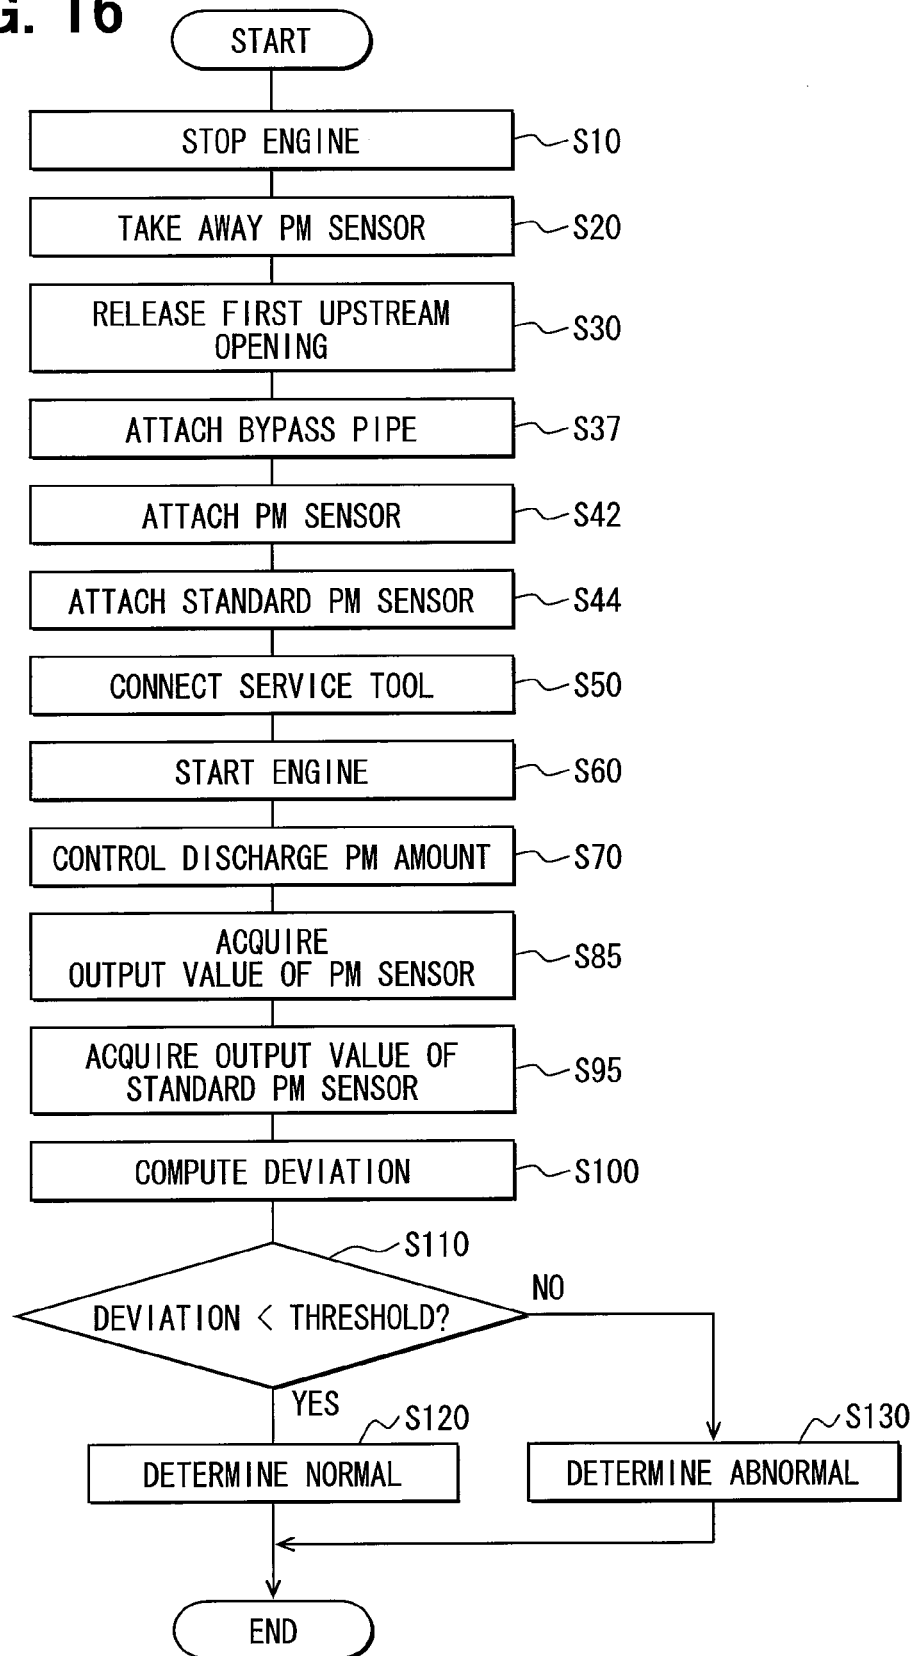 G. 16
START
STOP ENGINE
S10
TAKE AWAY PM SENSOR
S20
RELEASE FIRST UPSTREAM
OPENING
S30
ATTACH BYPASS PIPE
S37
ATTACH PM SENSOR
S42
ATTACH STANDARD PM SENSOR
S44
CONNECT SERVICE TOOL
S50
START ENGINE
S60
CONTROL DISCHARGE PM AMOUNT
S70
ACQUIRE
OUTPUT VALUE OF PM SENSOR
S85
ACQUIRE OUTPUT VALUE OF
STANDARD PM SENSOR
S95
COMPUTE DEVIATION
S100
S110
DEVIATION < THRESHOLD?
NO
YES
S120
DETERMINE NORMAL
S130
DETERMINE ABNORMAL
END